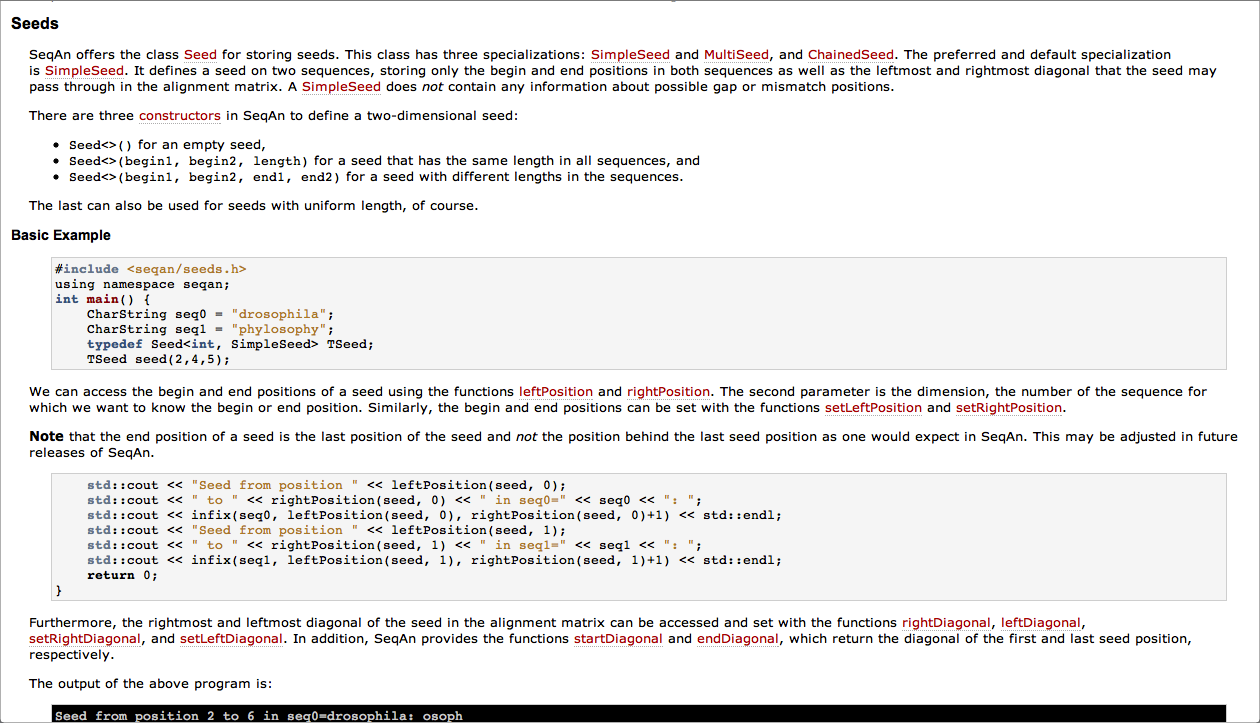 Seeds
SeqAn offers the class Seed for storing seeds. This class has three specializations: SimpleSeed and MultiSeed, and ChainedSeed. The preferred and default specialization
is SimpleSeed. It defines a seed on two sequences, storing only the begin and end positions in both sequences as well as the leftmost and rightmost diagonal that the seed may
pass through in the alignment matrix. A SimpleSeed does not contain any information about possible gap or mismatch positions.
There are three constructors in SeqAn to define a two-dimensional seed:
• Seed<>() for an empty seed,
• Seed<>(begin1, begin2, length) for a seed that has the same length in all sequences, and
• Seed<>(begin1, begin2, end1, end2) for a seed with different lengths in the sequences.
The last can also be used for seeds with uniform length, of course.
Basic Example
#include <seqan/seeds.h>
using namespace seqan;
int main() {
    CharString seq0 = "drosophila";
    CharString seq1 = "phylosophy";
    typedef Seed<int, SimpleSeed> TSeed;
    TSeed seed(2,4,5);
We can access the begin and end positions of a seed using the functions leftPosition and rightPosition. The second parameter is the dimension, the number of the sequence for
which we want to know the begin or end position. Similarly, the begin and end positions can be set with the functions setLeftPosition and setRightPosition.
Note that the end position of a seed is the last position of the seed and not the position behind the last seed position as one would expect in SeqAn. This may be adjusted in future
releases of SeqAn.
    std::cout << "Seed from position " << leftPosition(seed, 0);
    std::cout << " to " << rightPosition(seed, 0) << " in seq0=" << seq0 << ": ";
    std::cout << infix(seq0, leftPosition(seed, 0), rightPosition(seed, 0)+1) << std::endl;
    std::cout << "Seed from position " << leftPosition(seed, 1);
    std::cout << " to " << rightPosition(seed, 1) << " in seq1=" << seq1 << ": ";
    std::cout << infix(seq1, leftPosition(seed, 1), rightPosition(seed, 1)+1) << std::endl;
    return 0;
}
Furthermore, the rightmost and leftmost diagonal of the seed in the alignment matrix can be accessed and set with the functions rightDiagonal, leftDiagonal,
setRightDiagonal, and setLeftDiagonal. In addition, SeqAn provides the functions startDiagonal and endDiagonal, which return the diagonal of the first and last seed position,
respectively.
The output of the above program is:
Seed from position 2 to 6 in seq0=drosophila: osoph